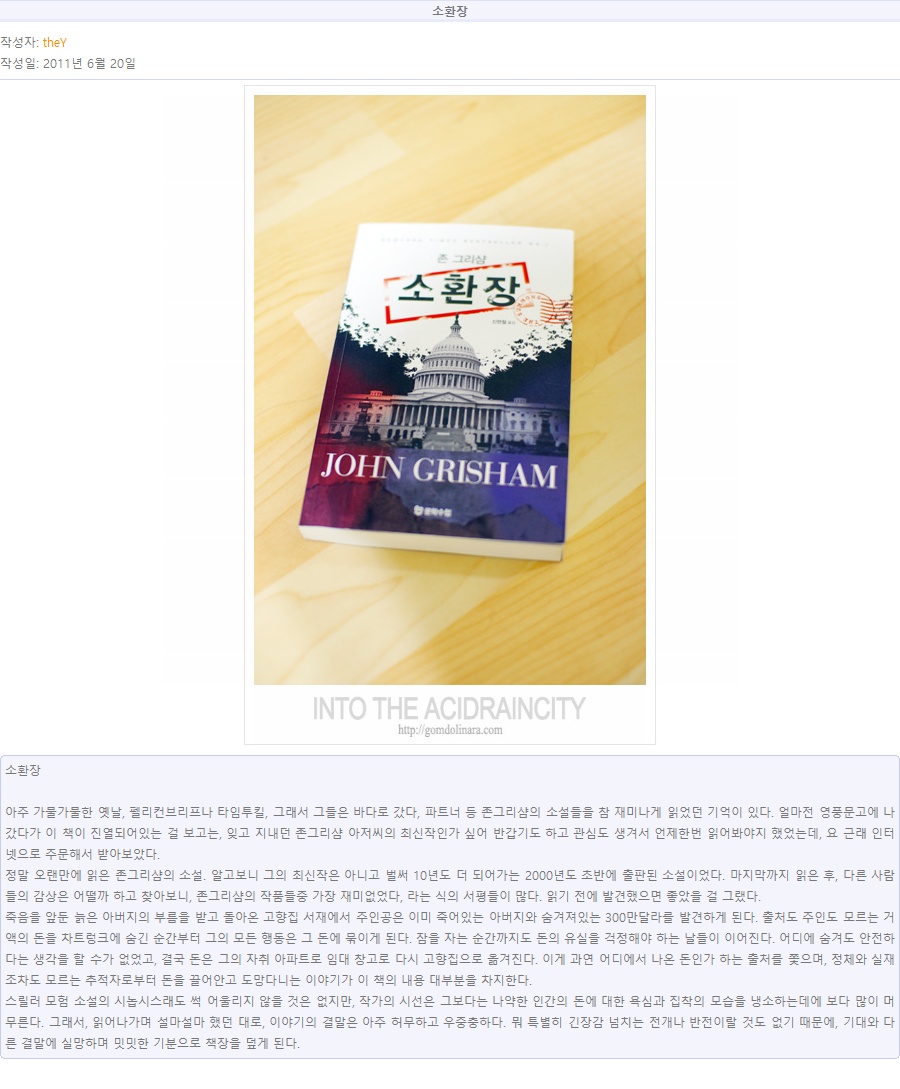 소환장
작성자: theY
작성일: 2011년 6월 20일
존 그리샴
소환장
JOHN GRISHAM
문학수첩
INTO THE ACIDRAINCITY
http://gomdolinara.com
소환장
아주 가물가물한 옛날, 펠리컨브리프나 타임투킬, 그래서 그들은 바다로 갔다, 파트너 등 존그리샴의 소설들을 참 재미나게 읽었던 기억이 있다. 얼마전 영풍문고에 나
갔다가 이 책이 진열되어있는 걸 보고는, 잊고 지내던 존그리샴 아저씨의 최신작인가 싶어 반갑기도 하고 관심도 생겨서 언제한번 읽어봐야지 했었는데, 요 근래 인터
넷으로 주문해서 받아보았다.
정말 오랜만에 읽은 존그리샴의 소설. 알고보니 그의 최신작은 아니고 벌써 10년도 더 되어가는 2000년도 초반에 출판된 소설이었다. 마지막까지 읽은 후, 다른 사람
들의 감상은 어떨까 하고 찾아보니, 존그리샴의 작품들중 가장 재미없었다, 라는 식의 서평들이 많다. 읽기 전에 발견했으면 좋았을 걸 그랬다.
죽음을 앞둔 늙은 아버지의 부름을 받고 돌아온 고향집 서재에서 주인공은 이미 죽어있는 아버지와 숨겨져있는 300만달라를 발견하게 된다. 출처도 주인도 모르는 거
액의 돈을 차트렁크에 숨긴 순간부터 그의 모든 행동은 그 돈에 묶이게 된다. 잠을 자는 순간까지도 돈의 유실을 걱정해야 하는 날들이 이어진다. 어디에 숨겨도 안전하
다는 생각을 할 수가 없었고, 결국 돈은 그의 자취 아파트로 임대 창고로 다시 고향집으로 옮겨진다. 이게 과연 어디에서 나온 돈인가 하는 출처를 쫓으며, 정체와 실재
조차도 모르는 추적자로부터 돈을 끌어안고 도망다니는 이야기가 이 책의 내용 대부분을 차지한다.
스릴러 모험 소설의 시놉시스래도 썩 어울리지 않을 것은 없지만, 작가의 시선은 그보다는 나약한 인간의 돈에 대한 욕심과 집착의 모습을 냉소하는데에 보다 많이 머
무른다. 그래서, 읽어나가며 설마설마 했던 대로, 이야기의 결말은 아주 허무하고 우중충하다. 뭐 특별히 긴장감 넘치는 전개나 반전이랄 것도 없기 때문에, 기대와 다
른 결말에 실망하며 밋밋한 기분으로 책장을 덮게 된다.